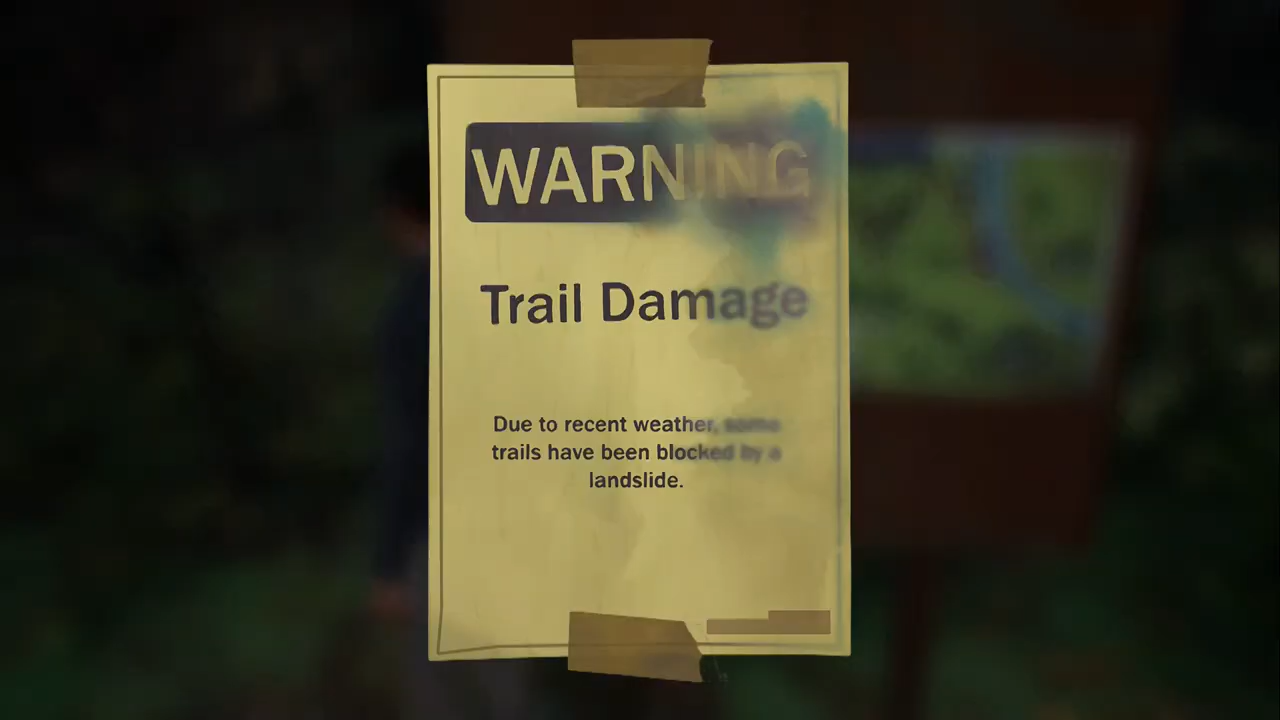 WARNING
Trail Damage
Due to recent weather, some
trails have been blocked by a
landslide.